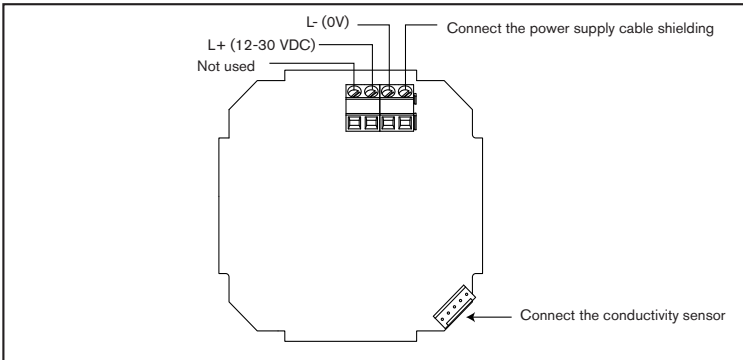 L- (0V)
Connect the power supply cable shielding
L+ (12-30 VDC)
Not used
Connect the conductivity sensor